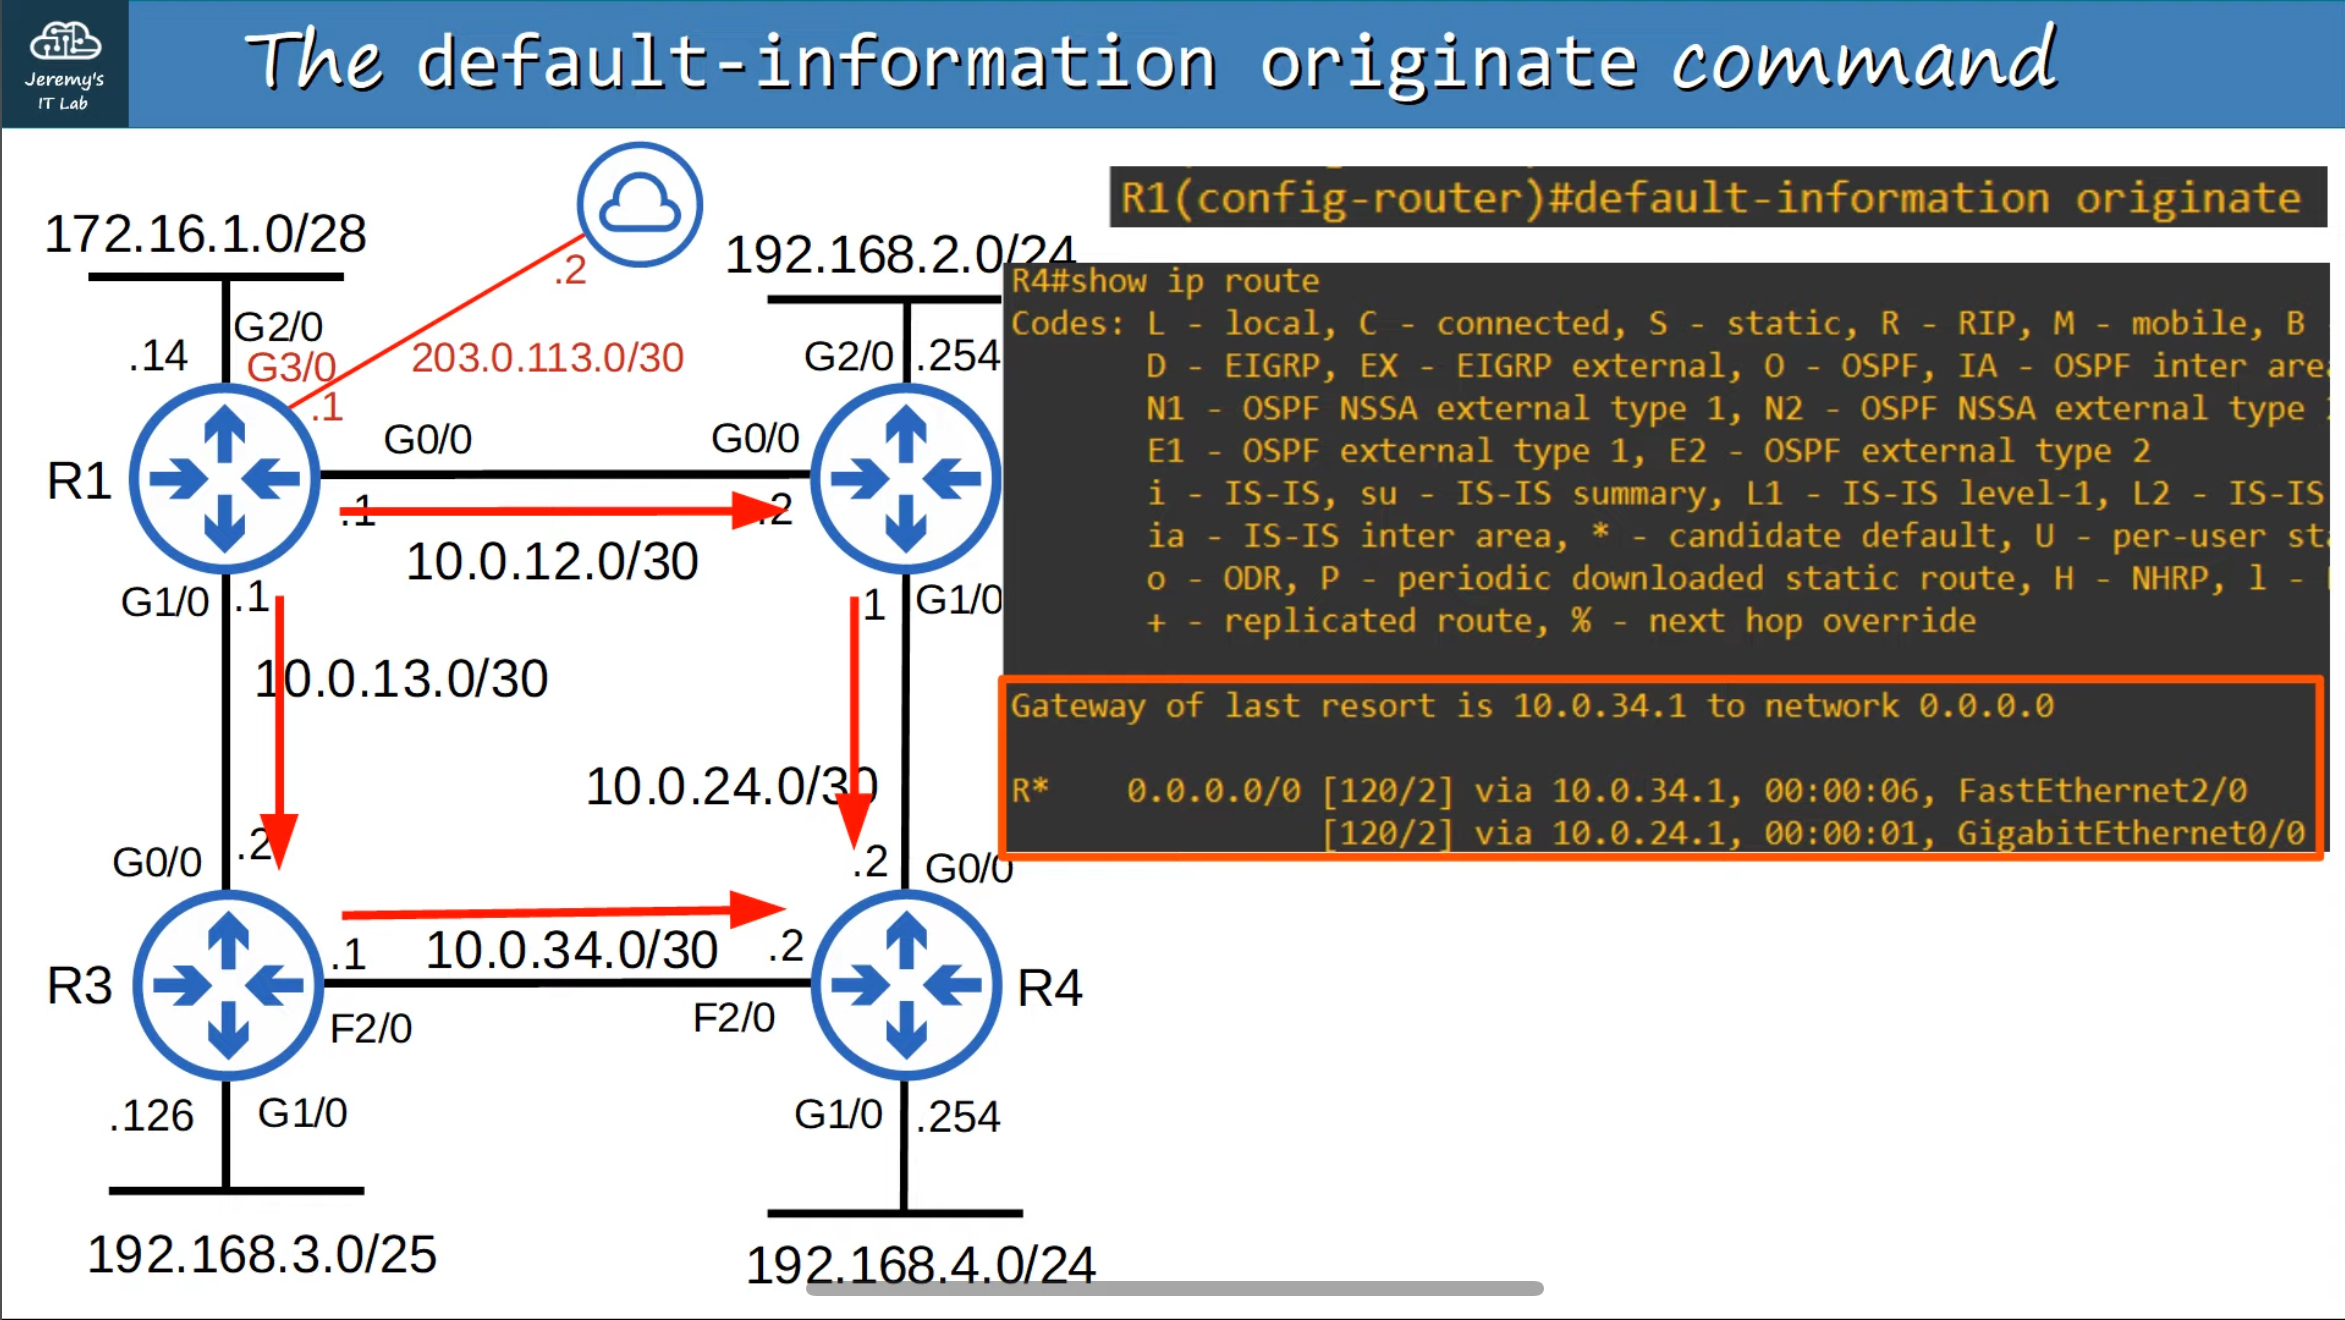 Jeremy's
IT Lab
The default-information originate command
172.16.1.0/28
192.168.2.0/24
.2
G2/0
.14
G3/0
203.0.113.0/30
G2/0
.254
.1
G0/0
G0/0
R1
.1
.2
10.0.12.0/30
G1/0
.1
1
G1/0
10.0.13.0/30
10.0.24.0/30
.2
G0/0
.2
G0/0
.1
10.0.34.0/30
.2
R3
R4
F2/0
F2/0
.126
G1/0
G1/0
.254
192.168.3.0/25
192.168.4.0/24
R1(config-router)#default-information originate
R4#show ip route
Codes: L - local, C - connected, S - static, R - RIP, M - mobile, B
D - EIGRP, EX - EIGRP external, O - OSPF, IA - OSPF inter area
N1 - OSPF NSSA external type 1, N2 - OSPF NSSA external type
E1 - OSPF external type 1, E2 - OSPF external type 2
i - IS-IS, su - IS-IS summary, L1 - IS-IS level-1, L2 - IS-IS
ia - IS-IS inter area, * - candidate default, U - per-user
o - ODR, P - periodic downloaded static route, H - NHRP, l -
+ - replicated route, % - next hop override
Gateway of last resort is 10.0.34.1 to network 0.0.0.0
R* 0.0.0.0/0 [120/2] via 10.0.34.1, 00:00:06, FastEthernet2/0
[120/2] via 10.0.24.1, 00:00:01, GigabitEthernet0/0